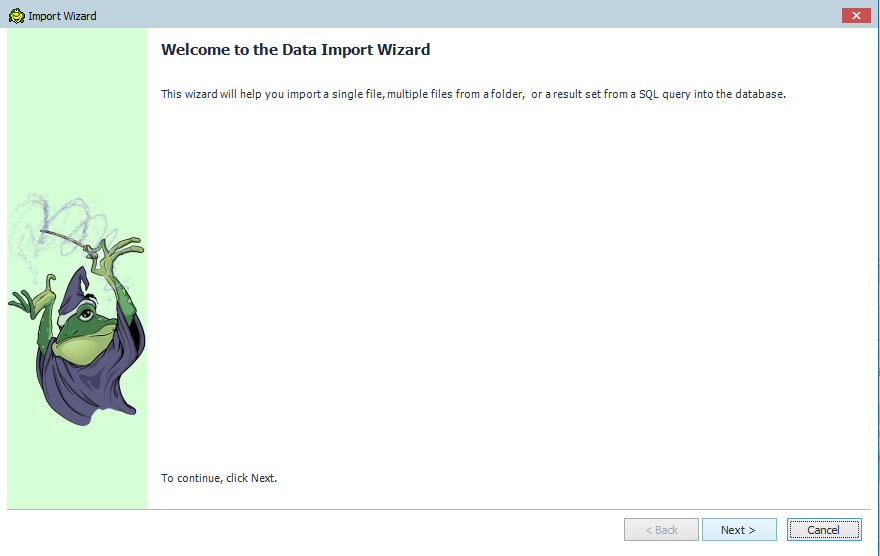 Import Wizard
Welcome to the Data Import Wizard
This wizard will help you import a single file, multiple files from a folder,  or a result set from a SQL query into the database.
To continue, click Next.
< Back
Next >
Cancel